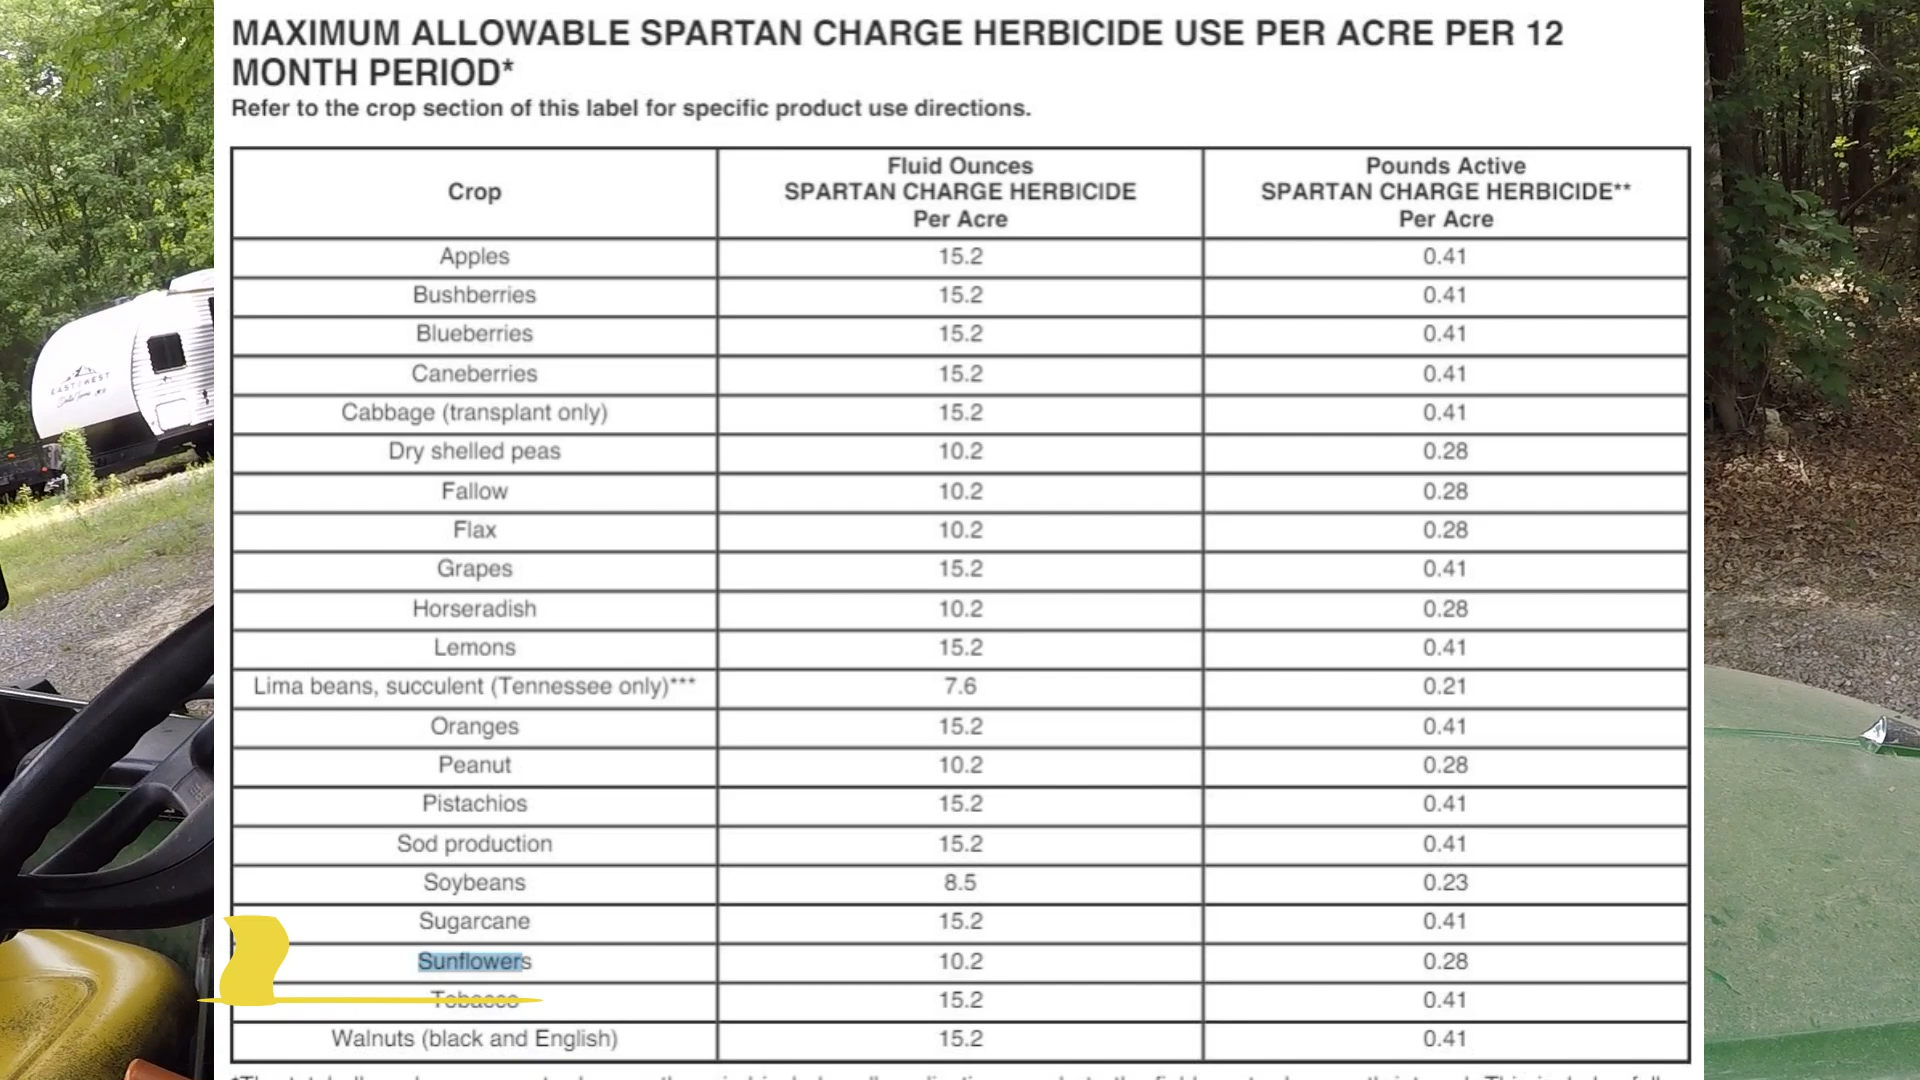 MAXIMUM ALLOWABLE SPARTAN CHARGE HERBICIDE USE PER ACRE PER 12
MONTH PERIOD*
Refer to the crop section of this label for specific product use directions.
Crop
Fluid Ounces
SPARTAN CHARGE HERBICIDE
Per Acre
Pounds Active
SPARTAN CHARGE HERBICIDE**
Per Acre
Apples 15.2 0.41
Bushberries 15.2 0.41
Blueberries 15.2 0.41
Caneberries 15.2 0.41
Cabbage (transplant only) 15.2 0.41
Dry shelled peas 10.2 0.28
Fallow 10.2 0.28
Flax 10.2 0.28
Grapes 15.2 0.41
Horseradish 10.2 0.28
Lemons 15.2 0.41
Lima beans, succulent (Tennessee only)*** 7.6 0.21
Oranges 15.2 0.41
Peanut 10.2 0.28
Pistachios 15.2 0.41
Sod production 15.2 0.41
Soybeans 8.5 0.23
Sugarcane 15.2 0.41
Sunflowers 10.2 0.28
Tobacco 15.2 0.41
Walnuts (black and English) 15.2 0.41
EAST WEST